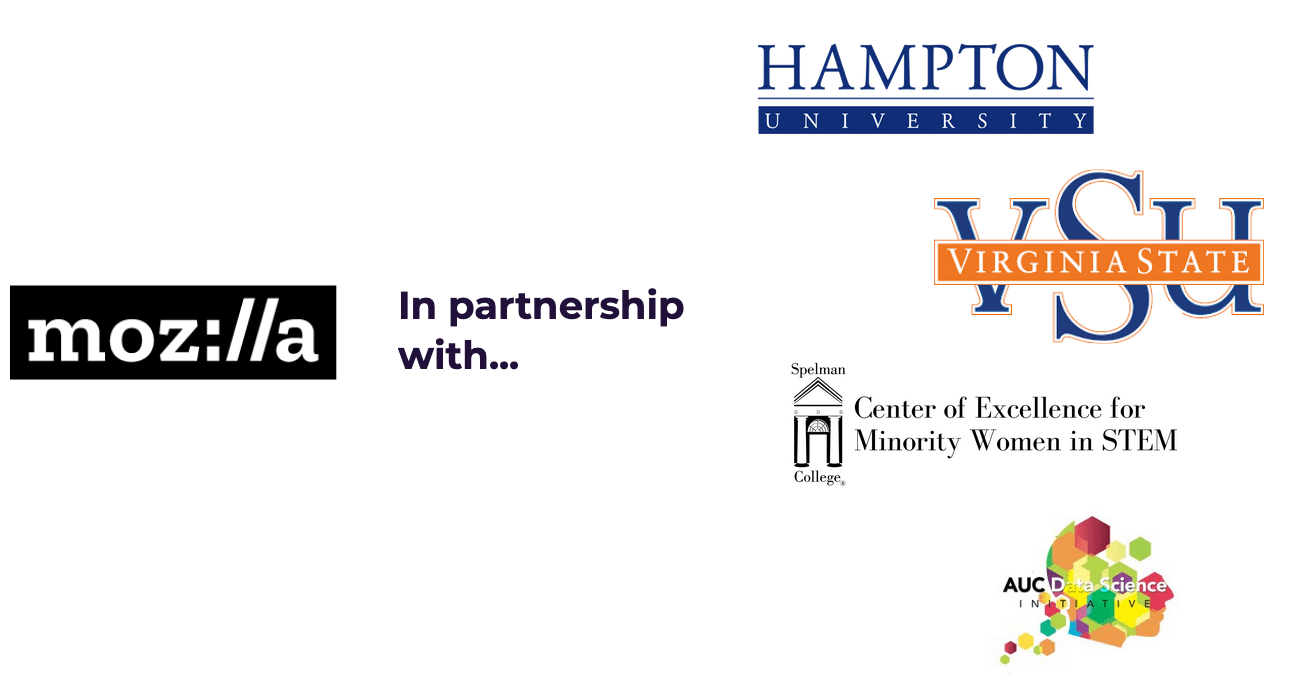 moz://a
In partnership
with...
HAMPTON
UNIVERSITY
VSU
VIRGINIA STATE
Spelman
College®
Center of Excellence for
Minority Women in STEM
AUC Data Science
INITIATIVE